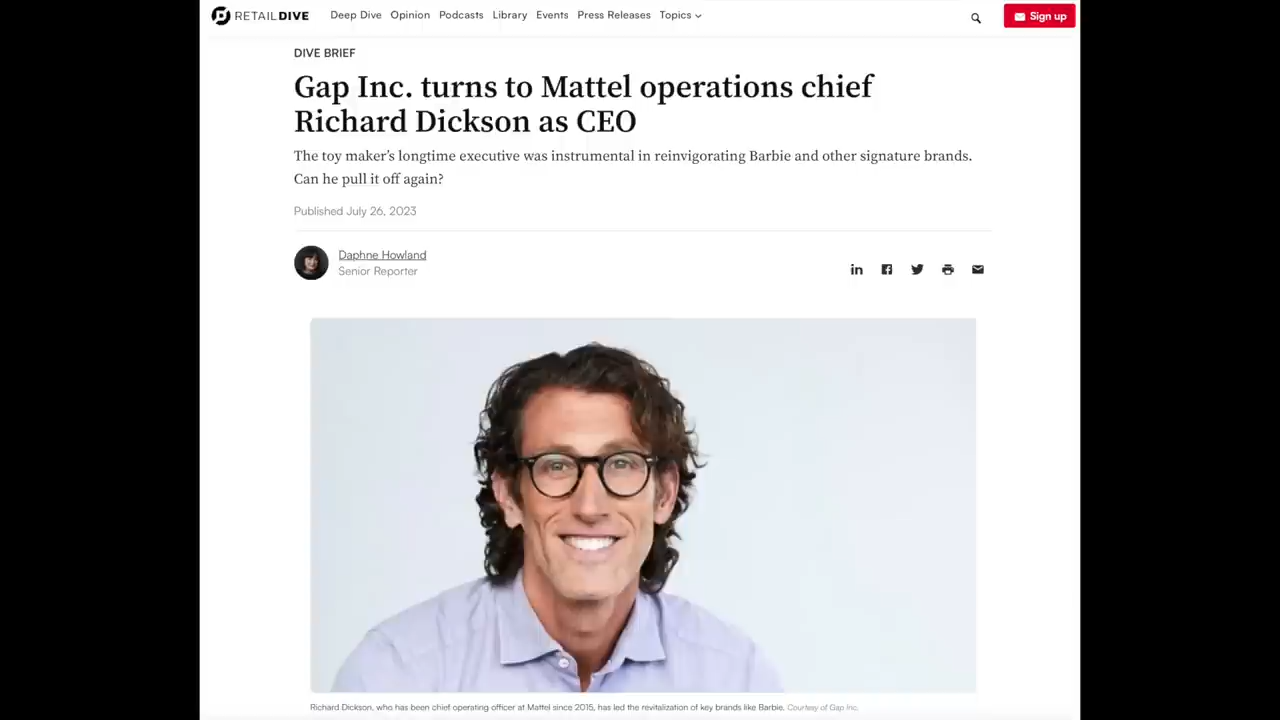 RETAILDIVE Deep Dive Opinion Podcasts Library Events Press Releases Topics Sign up
DIVE BRIEF
Gap Inc. turns to Mattel operations chief
Richard Dickson as CEO
The toy maker’s longtime executive was instrumental in reinvigorating Barbie and other signature brands.
Can he pull it off again?
Published July 26, 2023
Daphne Howland
Senior Reporter
Richard Dickson, who has been chief operating officer at Mattel since 2015, has led the revitalization of key brands like Barbie. Courtesy of Gap Inc.